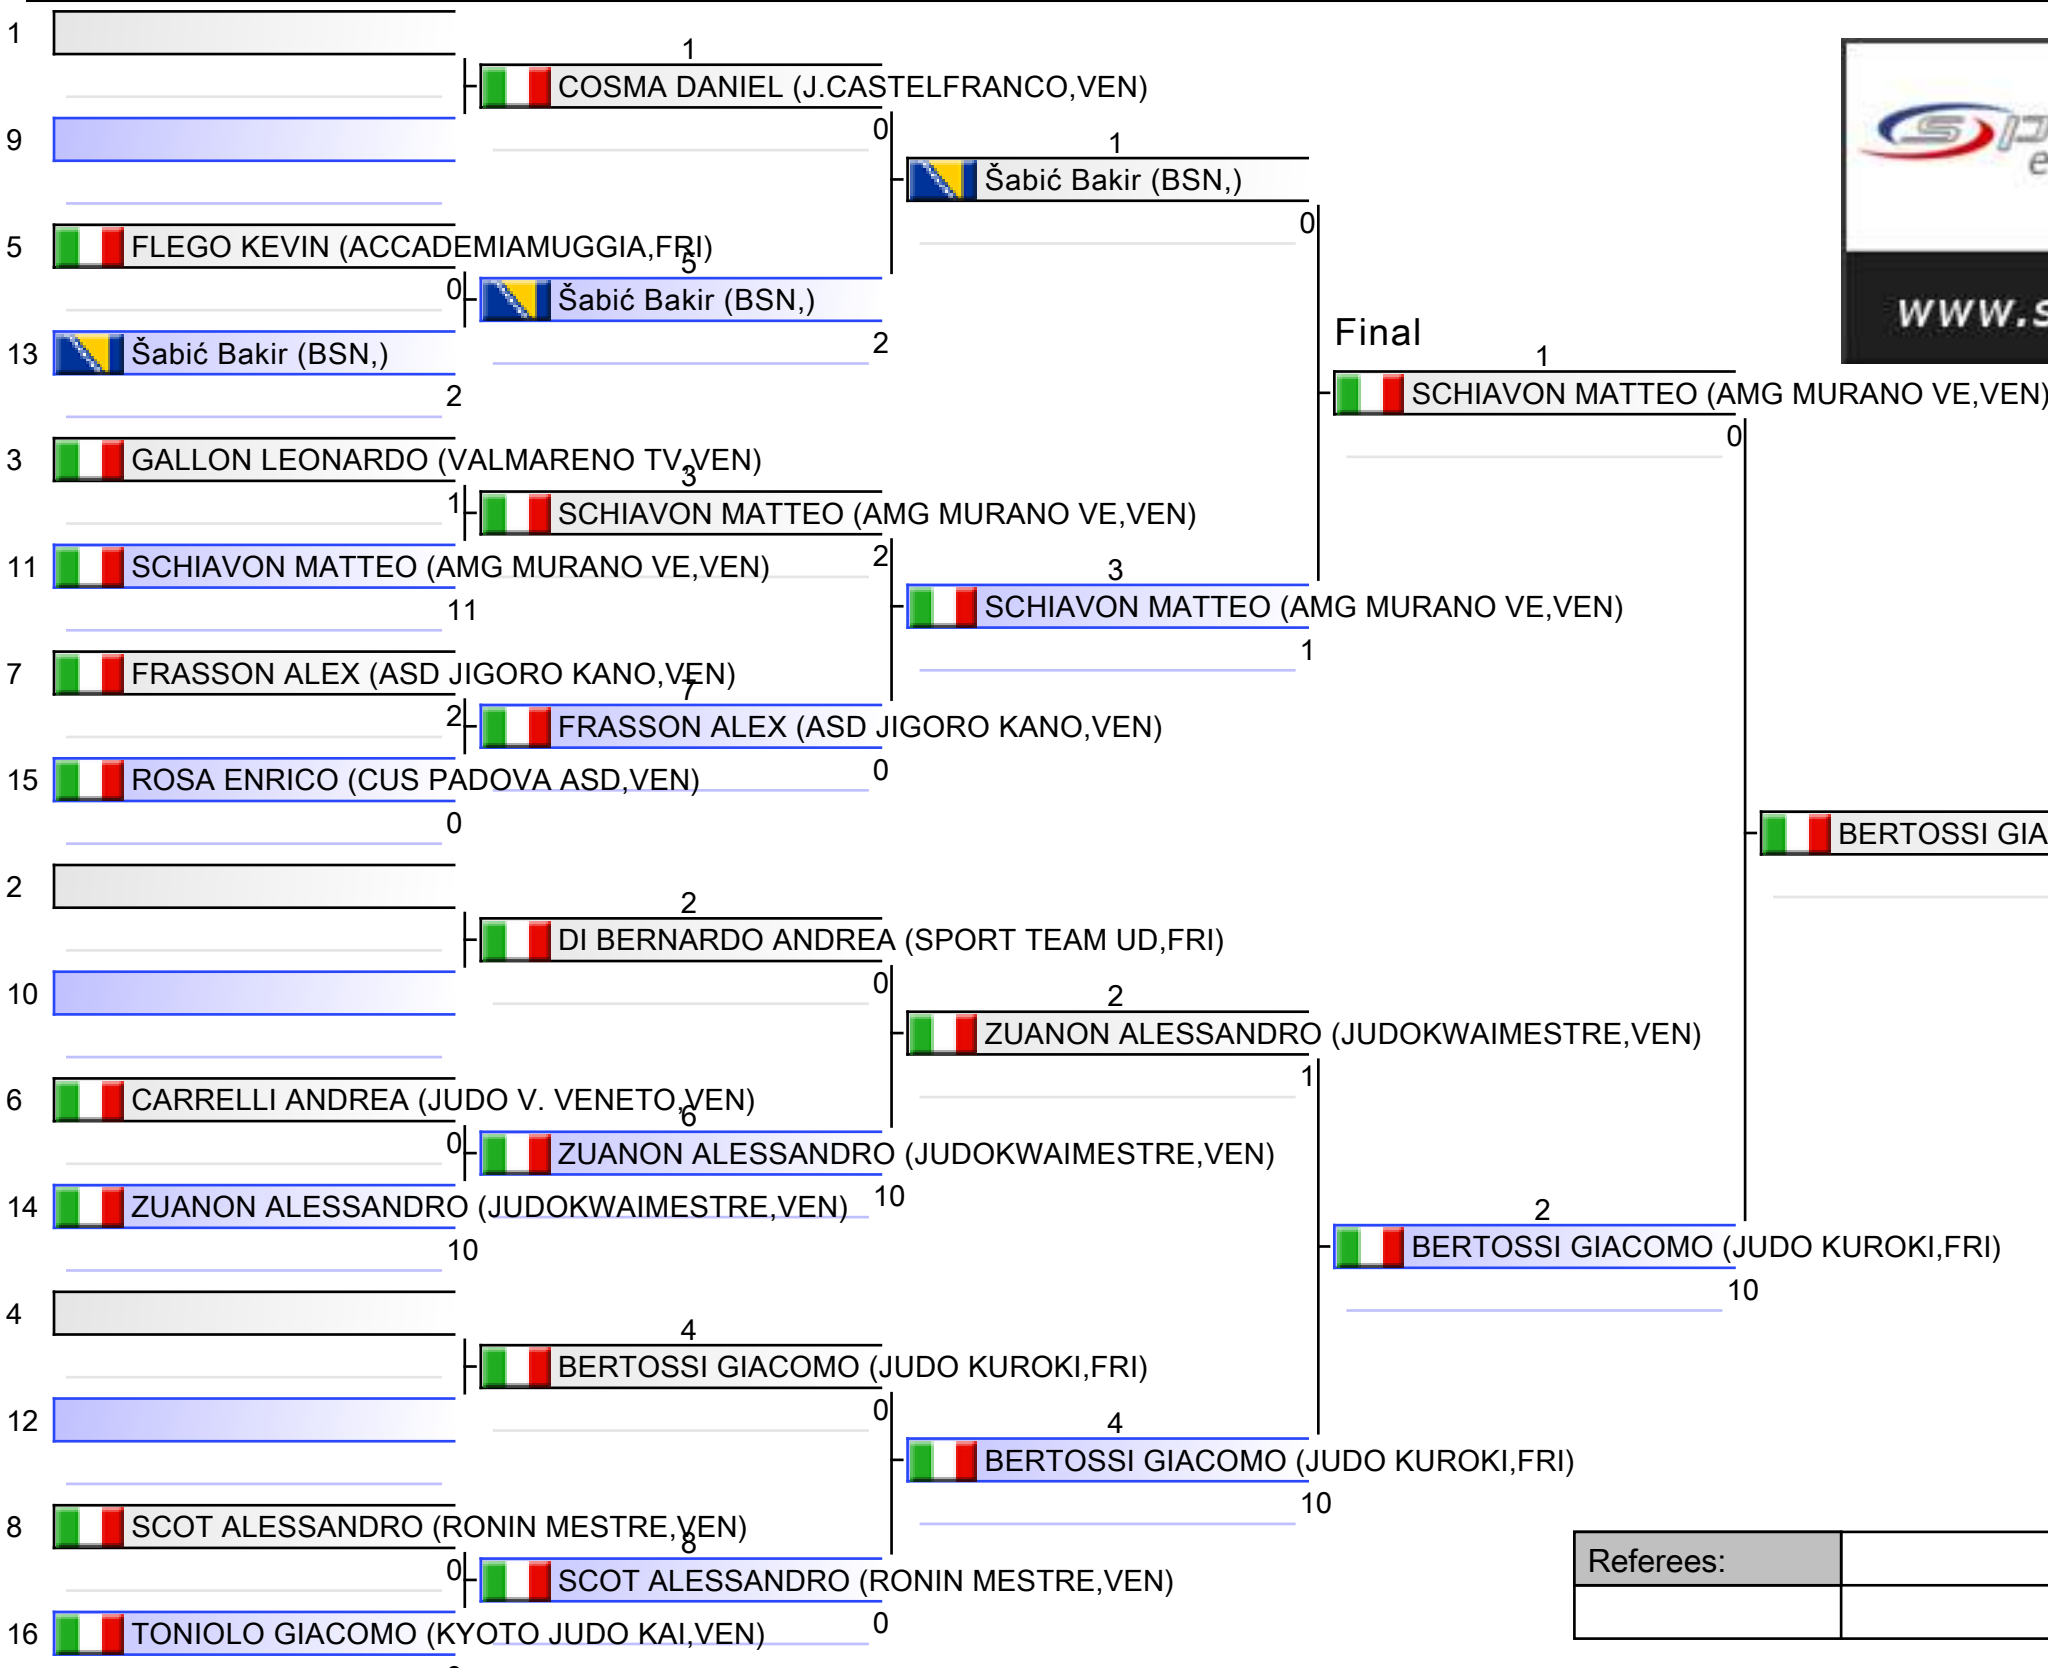 1
1
COSMA DANIEL (J.CASTELFRANCO,VEN)
0
9
1
Šabić Bakir (BSN,)
0
5
FLEGO KEVIN (ACCADEMIAMUGGIA,FRI)
0
5
Šabić Bakir (BSN,)
2
13
Šabić Bakir (BSN,)
2
www.s
Final
1
SCHIAVON MATTEO (AMG MURANO VE,VEN)
0
3
GALLON LEONARDO (VALMARENO TV,VEN)
1
3
SCHIAVON MATTEO (AMG MURANO VE,VEN)
2
11
SCHIAVON MATTEO (AMG MURANO VE,VEN)
11
3
SCHIAVON MATTEO (AMG MURANO VE,VEN)
1
7
FRASSON ALEX (ASD JIGORO KANO,VEN)
2
7
FRASSON ALEX (ASD JIGORO KANO,VEN)
0
15
ROSA ENRICO (CUS PADOVA ASD,VEN)
0
BERTOSSI GIA
2
2
DI BERNARDO ANDREA (SPORT TEAM UD,FRI)
0
10
2
ZUANON ALESSANDRO (JUDOKWAIMESTRE,VEN)
1
6
CARRELLI ANDREA (JUDO V. VENETO,VEN)
0
6
ZUANON ALESSANDRO (JUDOKWAIMESTRE,VEN)
10
14
ZUANON ALESSANDRO (JUDOKWAIMESTRE,VEN)
10
2
BERTOSSI GIACOMO (JUDO KUROKI,FRI)
10
4
4
BERTOSSI GIACOMO (JUDO KUROKI,FRI)
0
12
4
BERTOSSI GIACOMO (JUDO KUROKI,FRI)
10
8
SCOT ALESSANDRO (RONIN MESTRE,VEN)
0
8
SCOT ALESSANDRO (RONIN MESTRE,VEN)
0
16
TONIOLO GIACOMO (KYOTO JUDO KAI,VEN)
Referees: